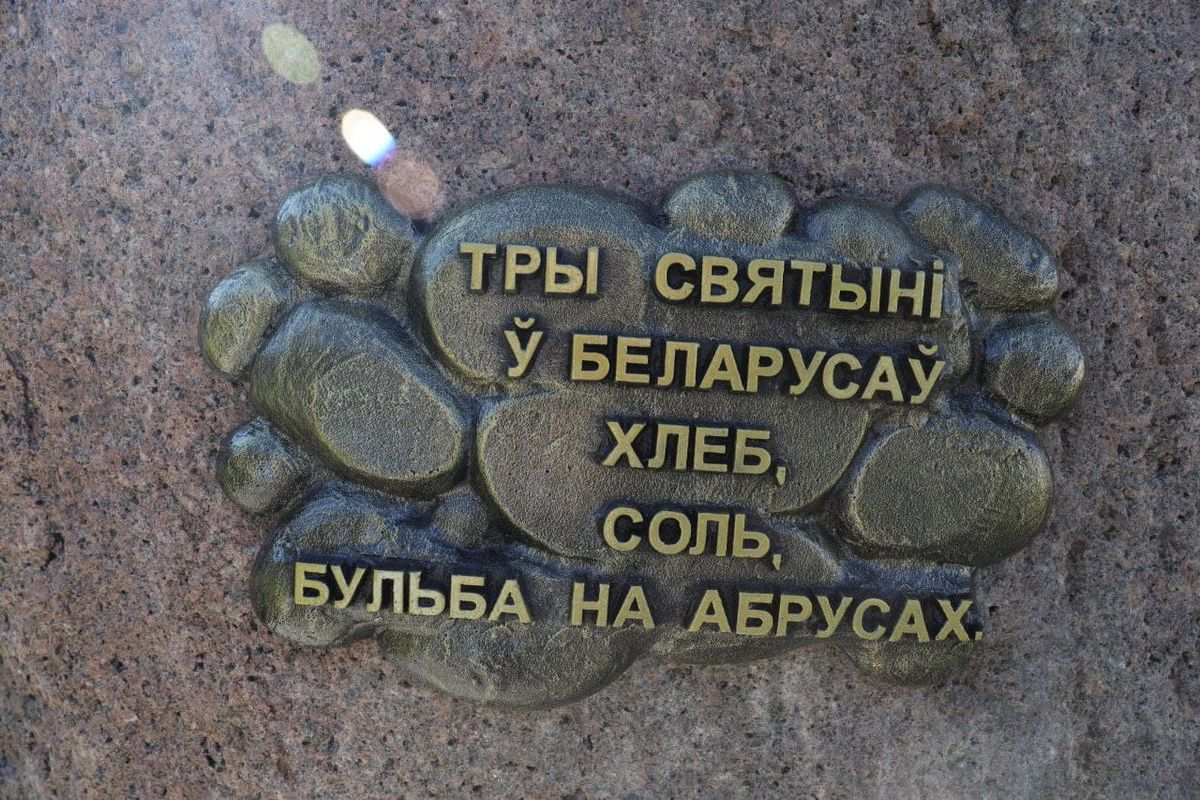 ТРЫ СВЯТЫНі
Ў БЕЛАРУСАЎ
ХЛЕБ,
СОЛЬ,
БУЛЬБА НА АБРУСАХ.